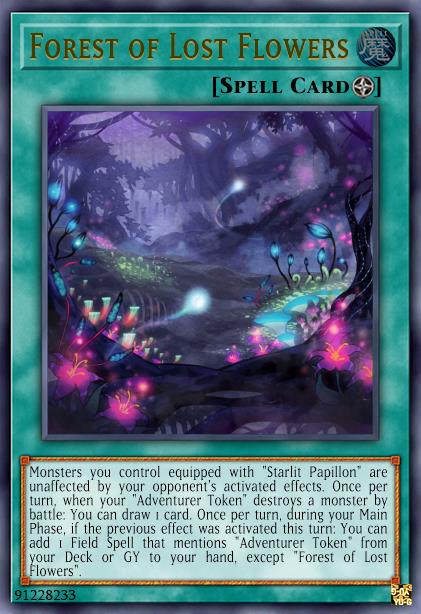 FOREST OF LOST FLOWERS
魔
[SPELL CARD]
Monsters you control equipped with "Starlit Papillon" are
unaffected by your opponent's activated effects. Once per
turn, when your "Adventurer Token" destroys a monster by
battle: You can draw 1 card. Once per turn, during your Main
Phase, if the previous effect was activated this turn: You can
add 1 Field Spell that mentions "Adventurer Token" from
your Deck or GY to your hand, except "Forest of Lost
Flowers".
91228233